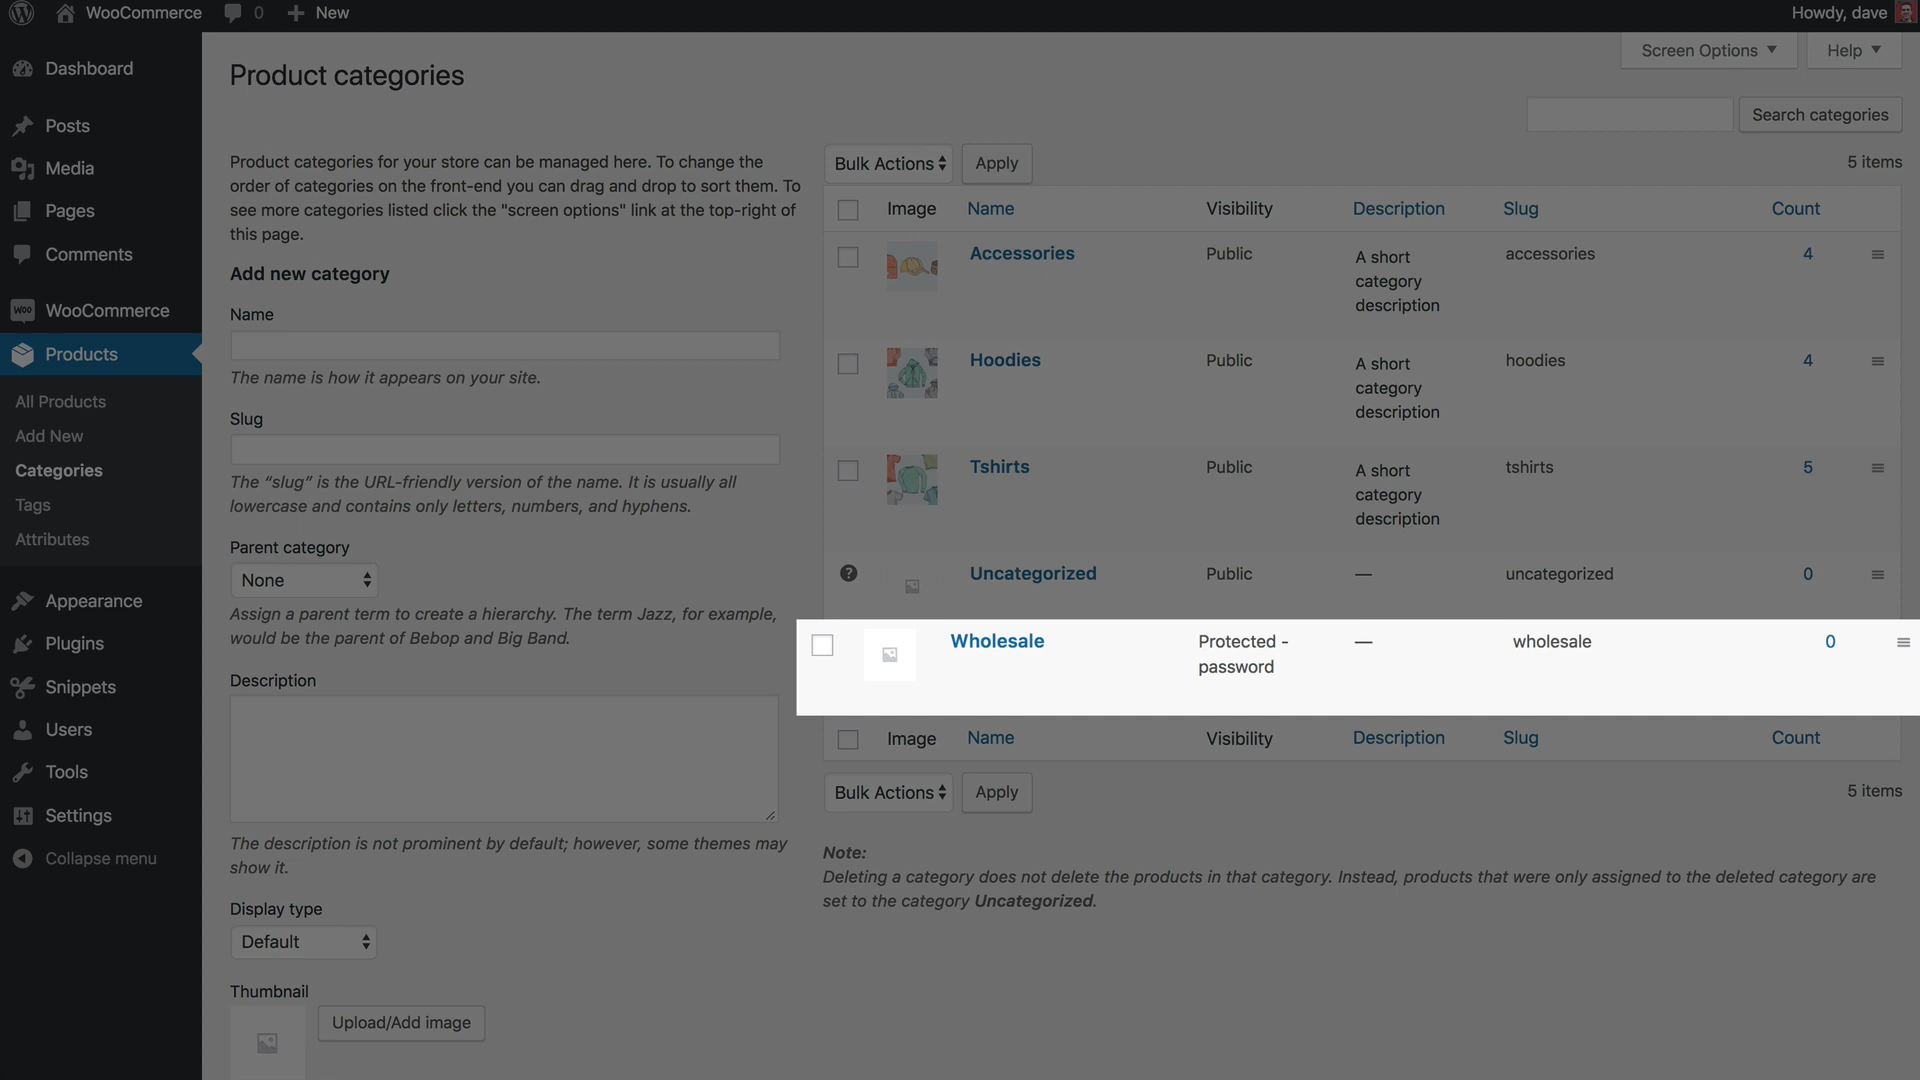 WooCommerce
0
New
Howdy, dave
Dashboard
Posts
Media
Pages
Comments
WooCommerce
Products
All Products
Add New
Categories
Tags
Attributes
Appearance
Plugins
Snippets
Users
Tools
Settings
Collapse menu
Screen Options
Help
Product categories
Search categories
Product categories for your store can be managed here. To change the
order of categories on the front-end you can drag and drop to sort them. To
see more categories listed click the "screen options" link at the top-right of
this page.
Add new category
Name
The name is how it appears on your site.
Slug
The “slug” is the URL-friendly version of the name. It is usually all
lowercase and contains only letters, numbers, and hyphens.
Parent category
None
Assign a parent term to create a hierarchy. The term Jazz, for example,
would be the parent of Bebop and Big Band.
Description
The description is not prominent by default; however, some themes may
show it.
Display type
Default
Thumbnail
Upload/Add image
Bulk Actions
Apply
5 items
Image Name Visibility Description Slug Count
Accessories Public A short accessories 4
category
description
Hoodies Public A short hoodies 4
category
description
Tshirts Public A short tshirts 5
category
description
? Uncategorized Public — uncategorized 0
Wholesale Protected - — wholesale 0
password
Image Name Visibility Description Slug Count
Bulk Actions
Apply
5 items
Note:
Deleting a category does not delete the products in that category. Instead, products that were only assigned to the deleted category are
set to the category Uncategorized.